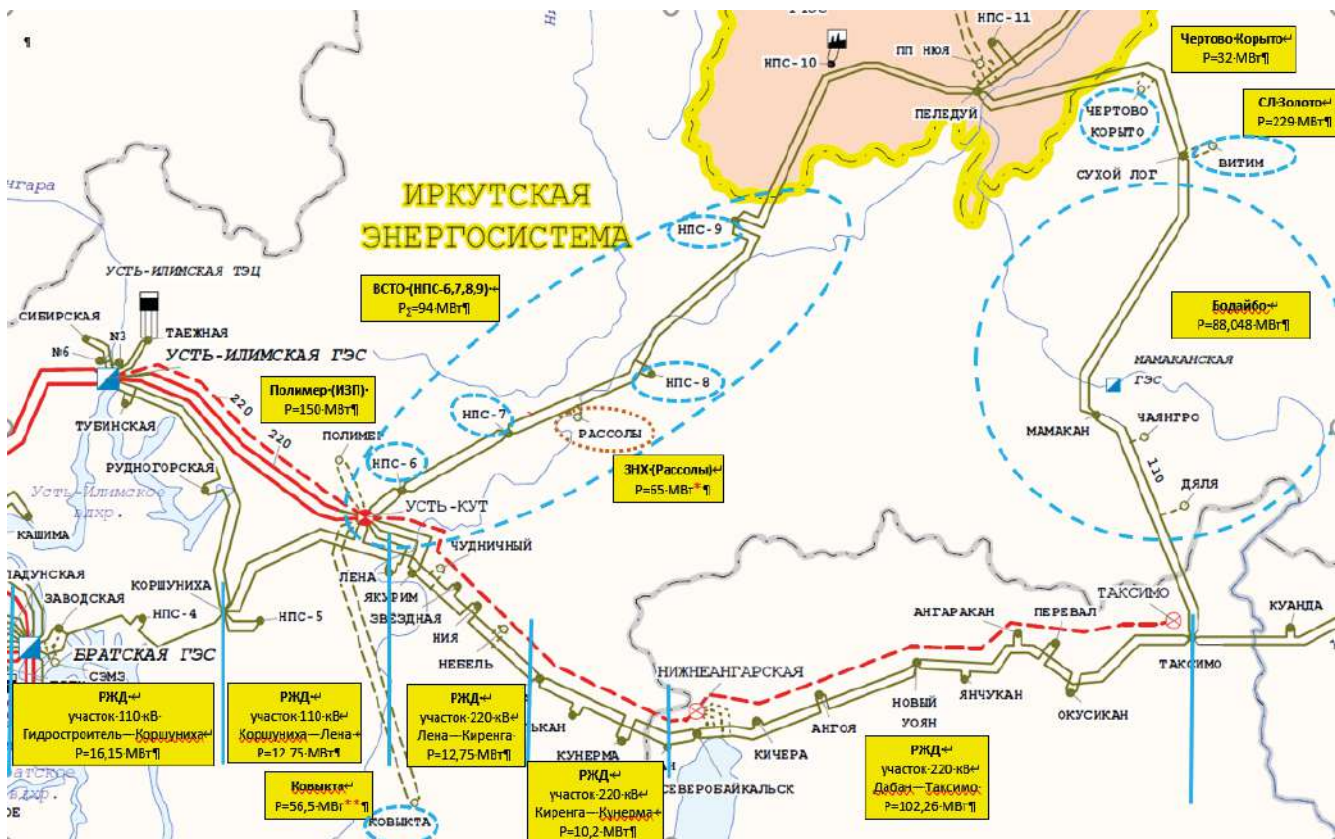 НПС-11
Чертово Корыто
P=32 МВт
НПС-10
ПП НЮЯ
ПЕЛЕДУЙ
ЧЕРТОВО
КОРЫТО
СЛ Золото
P=229 МВт
ВИТИМ
СУХОЙ ЛОГ
ИРКУТСКАЯ
ЭНЕРГОСИСТЕМА
НПС-9
УСТЬ-ИЛИМСКАЯ ТЭЦ
ВСТО (НПС-6,7,8,9)
PΣ=94 МВт
Бодайбо
P=88,048 МВт
СИБИРСКАЯ
№3
ТАЕЖНАЯ
№6
УСТЬ-ИЛИМСКАЯ ГЭС
МАМАКАНСКАЯ
ГЭС
НПС-8
Полимер (ИЗП)
P=150 МВт
220
220
НПС-7
РАССОЛЫ
ТУБИНСКАЯ
ПОЛИМЕР
МАМАКАН
ЧАЯНГРО
110
НПС-6
ЗНХ (Рассолы)
P=65 МВт*
РУДНОГОРСКАЯ
Усть-Илимское
вдхр.
ДЯЛЯ
УСТЬ-КУТ
КАШИМА
ЧУДНИЧНЫЙ
КОРШУНИХА
ЛЕНА
ЯКУРИМ
ЗАВОДСКАЯ
НПС-4
НПС-5
ЗВЕЗДНАЯ
НИЯ
НЕБЕЛЬ
БРАТСКАЯ ГЭС
СЭМЗ
ТАКСИМО
АНГАРАКАН
ПЕРЕВАЛ
КУАНДА
ТАКСИМО
НИЖНЕАНГАРСКАЯ
НОВЫЙ
УОЯН
ЯНЧУКАН
ОКУСИКАН
АНГОЯ
КИЧЕРА
КУНЕРМА
СЕВЕРОБАЙКАЛЬСК
РЖД
участок 110 кВ
Гидростроитель—Коршуниха
P=16,15 МВт
РЖД
участок 110 кВ
Коршуниха—Лена
P=12,75 МВт
РЖД
участок 220 кВ
Лена—Киренга
P=12,75 МВт
РЖД
участок 220 кВ
Киренга—Кунерма
P=10,2 МВт
РЖД
участок 220 кВ
Дабан—Таксимо
P=102,26 МВт
Ковыкта
P=56,5 МВт**
КОВЫКТА